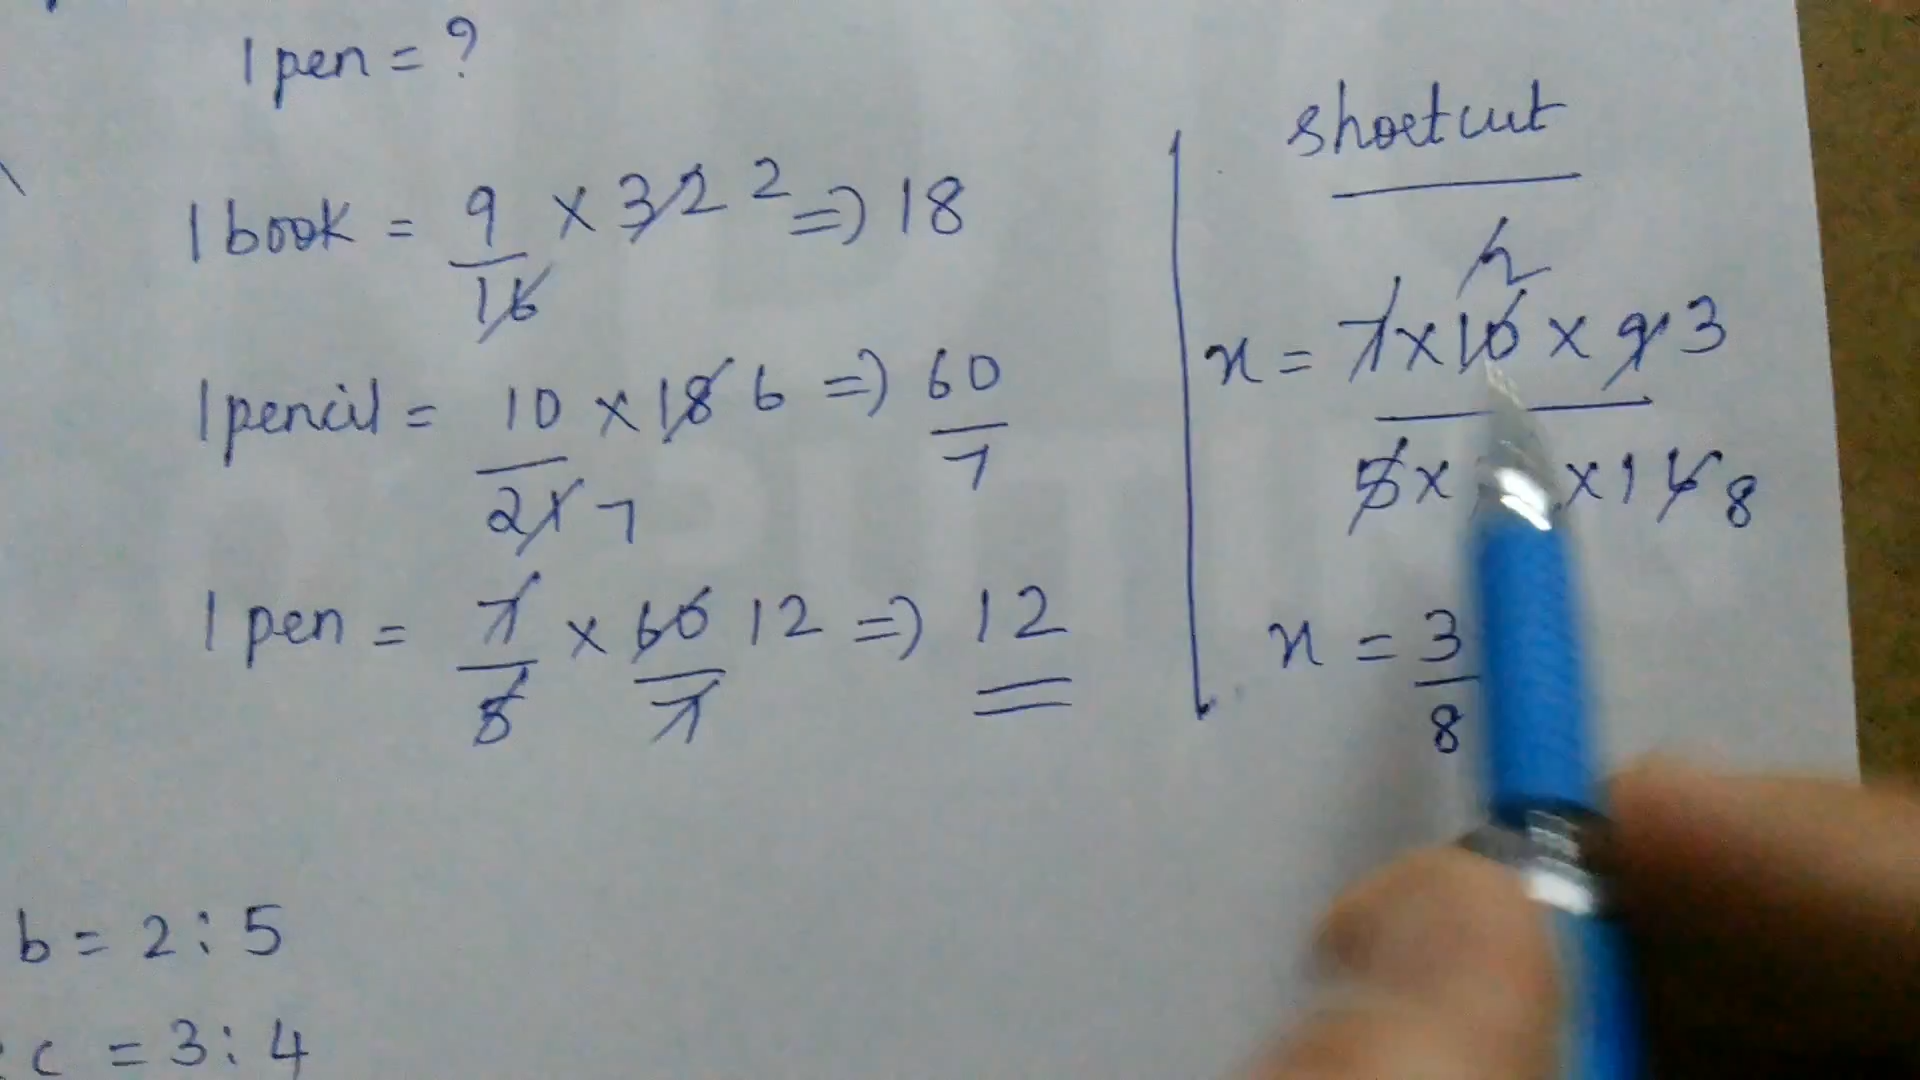 1 pen = ?
1 book = 9/16 × 32 2 => 18
1 pencil = 10/21 7 × 18 6 => 60/7
1 pen = 7/5 × 60/7 12 => 12
shortcut
2
x = 7 × 10 × 9 3
5 × × 16 8
x = 3/8
b = 2 : 5
: c = 3 : 4